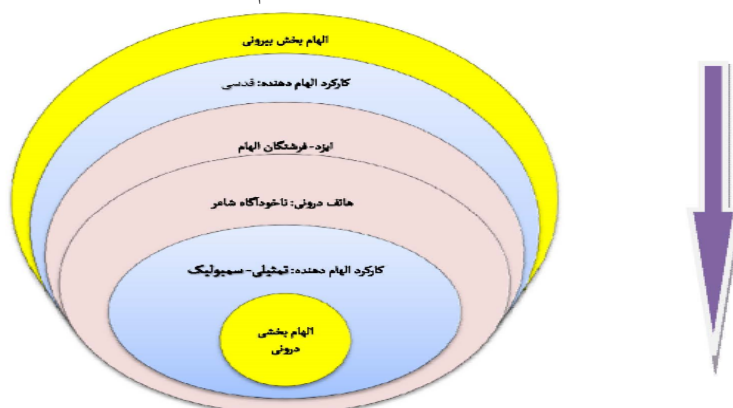 الهام بخش بیرونی
کارکرد الهام دهنده: قدسی
ایزد- فرشتگان الهام
هاتف درونی: ناخودآگاه شاعر
کارکرد الهام دهنده: تمثیلی- سمبولیک
الهام بخشی
درونی